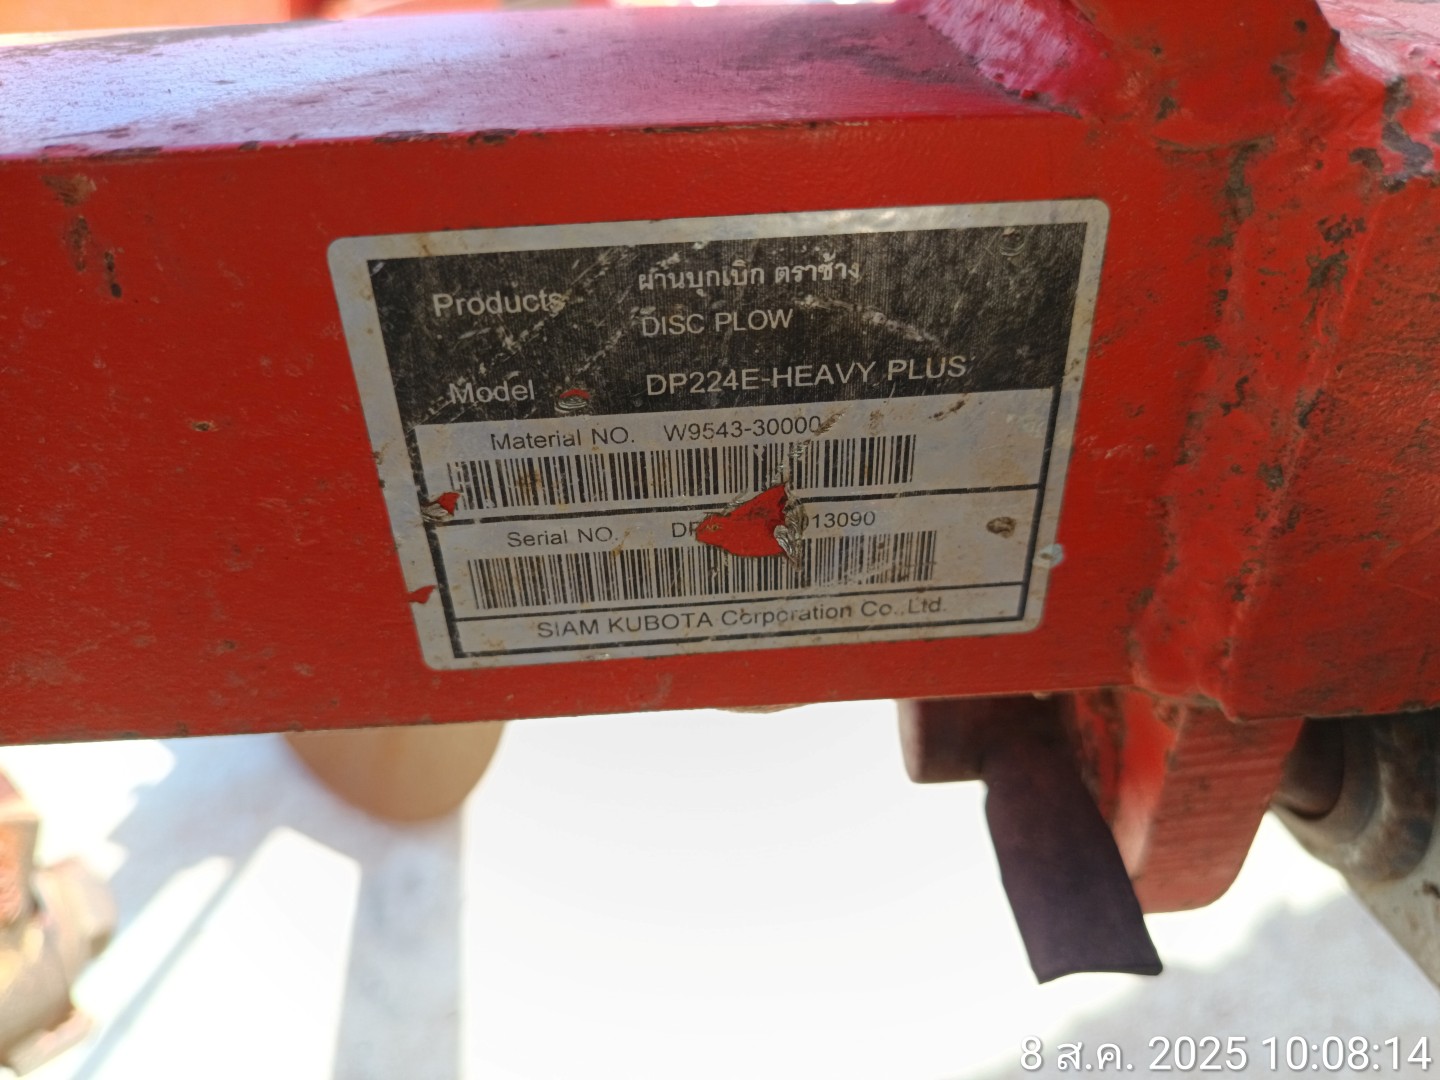 Products ผานบุกเบิก ตราช้าง
DISC PLOW
Model DP224E-HEAVY PLUS
Material NO. W9543-30000
Serial NO. 013090
SIAM KUBOTA Corporation Co.,Ltd.
8 ส.ค. 2025 10:08:14